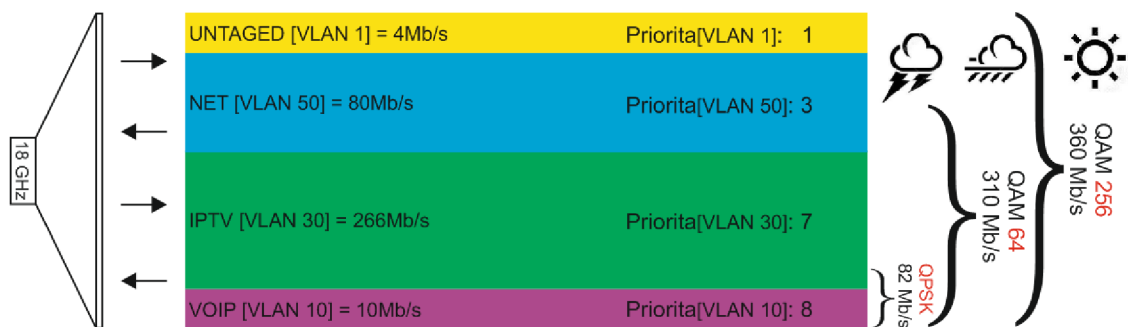 18 GHz
UNTAGED [VLAN 1] = 4Mb/s
Priorita[VLAN 1]: 1
NET [VLAN 50] = 80Mb/s
Priorita[VLAN 50]: 3
IPTV [VLAN 30] = 266Mb/s
Priorita[VLAN 30]: 7
VOIP [VLAN 10] = 10Mb/s
Priorita[VLAN 10]: 8
QPSK
82 Mb/s
QAM 64
310 Mb/s
QAM 256
360 Mb/s